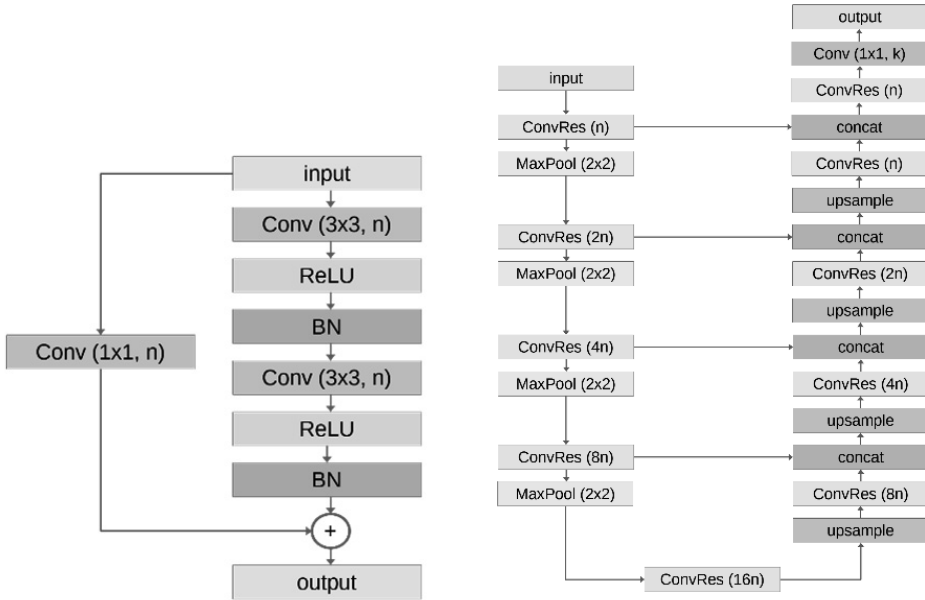 input
Conv (3x3, n)
ReLU
BN
Conv (1x1, n)
Conv (3x3, n)
ReLU
BN
+
output
input
ConvRes (n)
MaxPool (2x2)
ConvRes (2n)
MaxPool (2x2)
ConvRes (4n)
MaxPool (2x2)
ConvRes (8n)
MaxPool (2x2)
ConvRes (16n)
output
Conv (1x1, k)
ConvRes (n)
concat
ConvRes (n)
upsample
concat
ConvRes (2n)
upsample
concat
ConvRes (4n)
upsample
concat
ConvRes (8n)
upsample